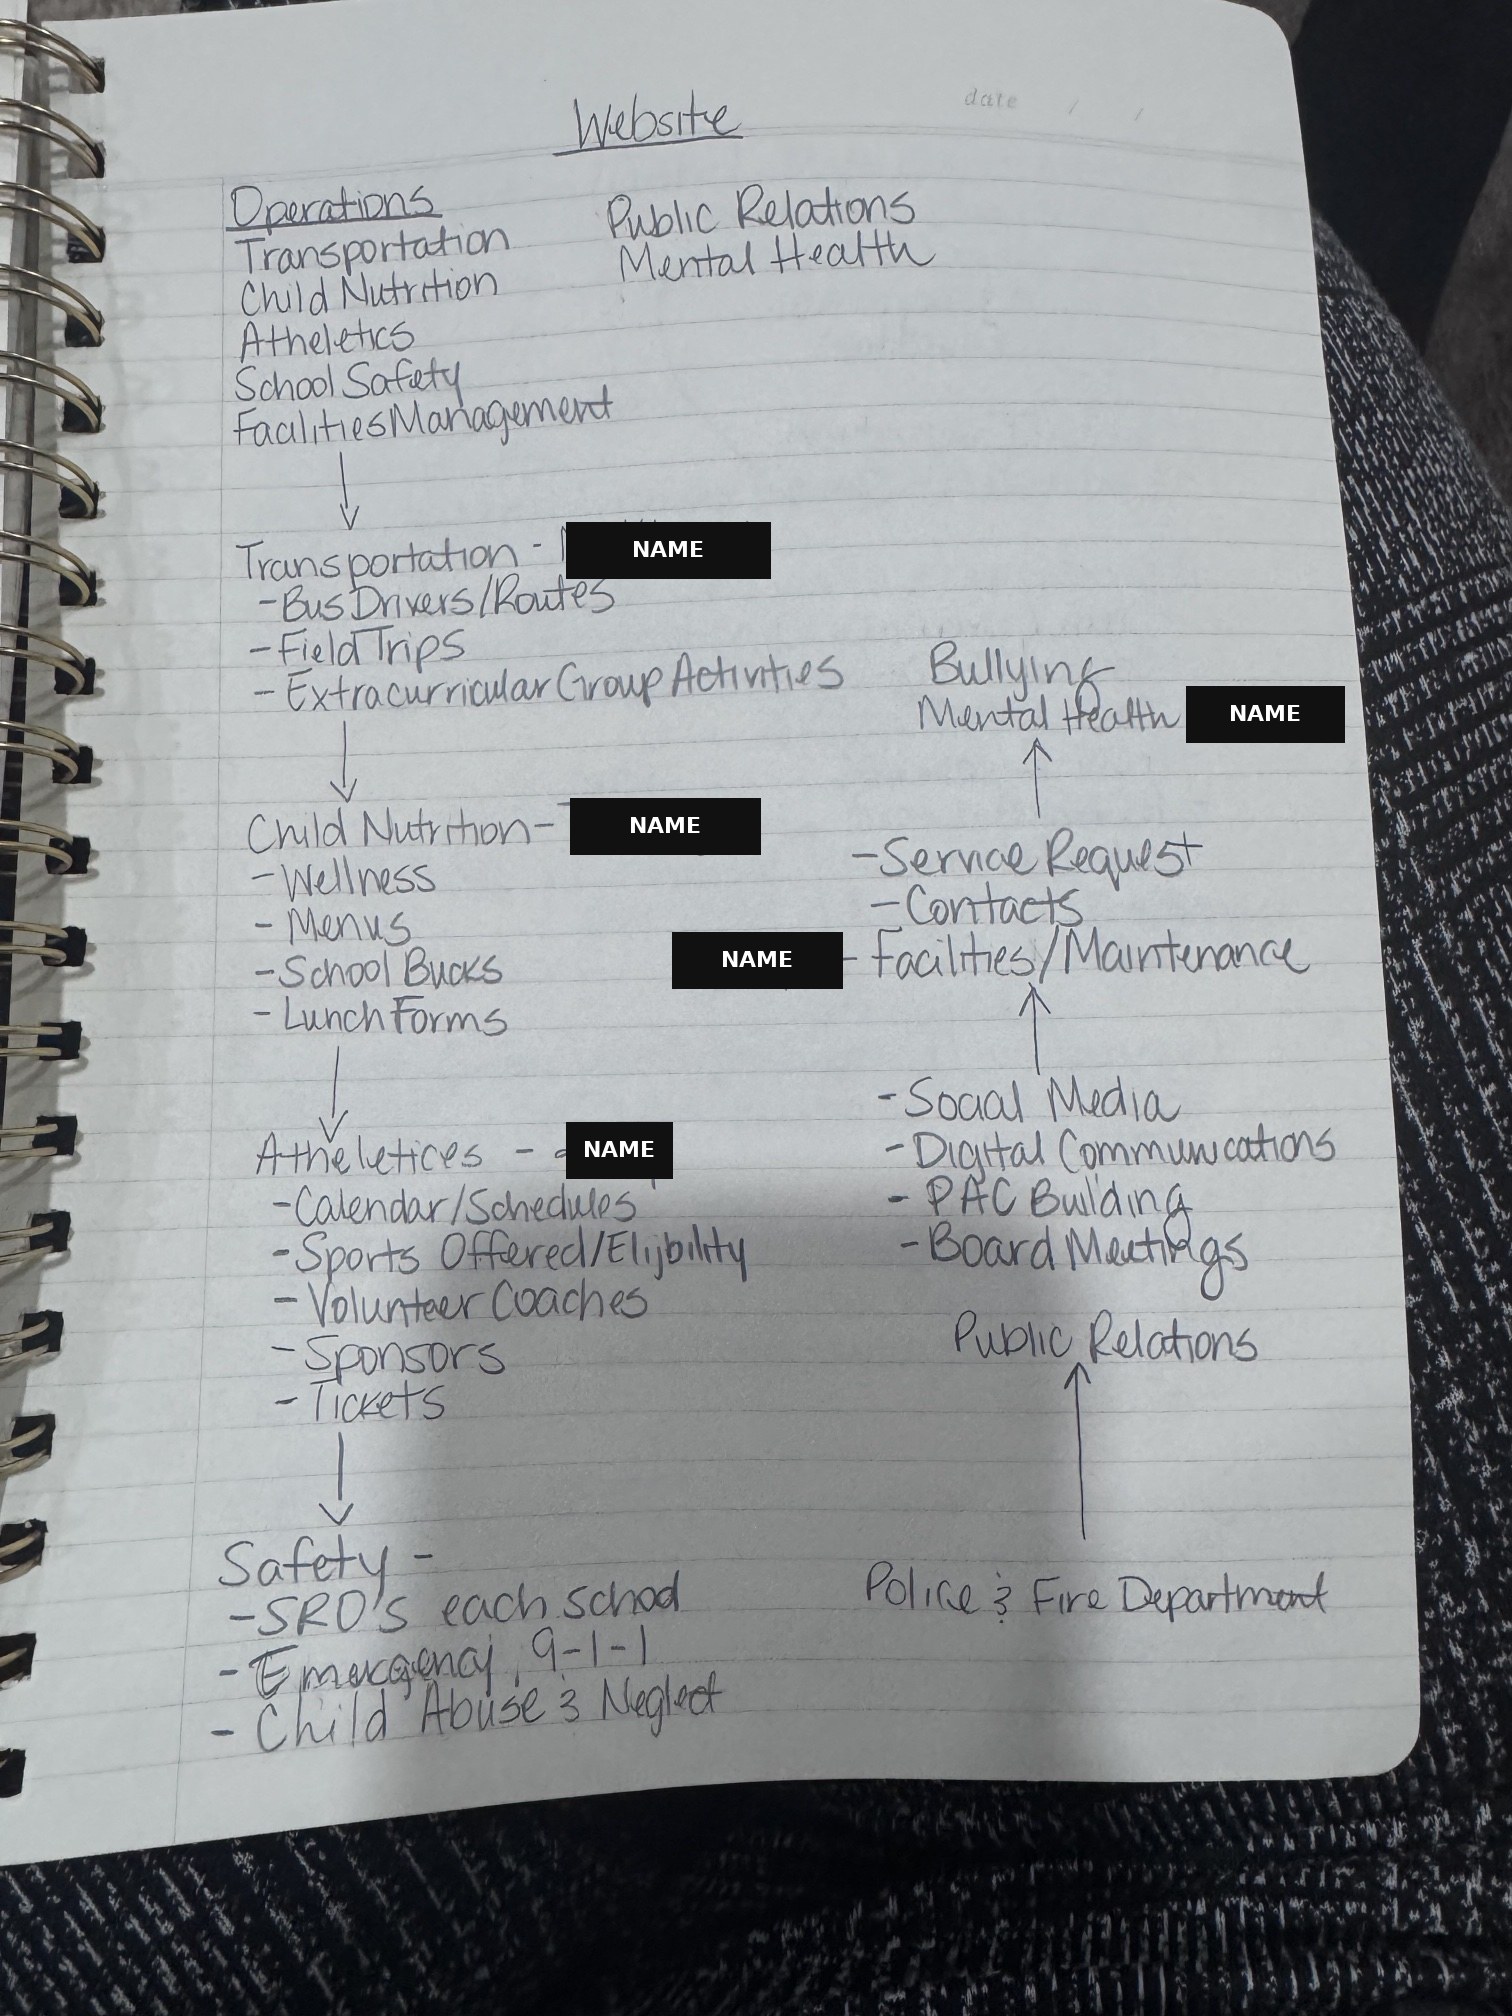 date / /
Website
Operations
Transportation
Child Nutrition
Atheletics
School Safety
Facilities Management
Public Relations
Mental Health
Transportation - NAME
- Bus Drivers/Routes
- Field Trips
- Extracurricular Group Activities
Child Nutrition - NAME
- Wellness
- Menus
- School Bucks
- Lunch Forms
Atheletices - NAME
- Calendar/Schedules
- Sports Offered/Elijbility
- Volunteer Coaches
- Sponsors
- Tickets
Safety -
- SRO's each school
- Emergency, 9-1-1
- Child Abuse & Neglect
Bullying
Mental Health NAME
- Service Request
- Contacts
NAME - Facilities/Maintenance
- Social Media
- Digital Communications
- PAC Building
- Board Meetings
Public Relations
Police & Fire Department